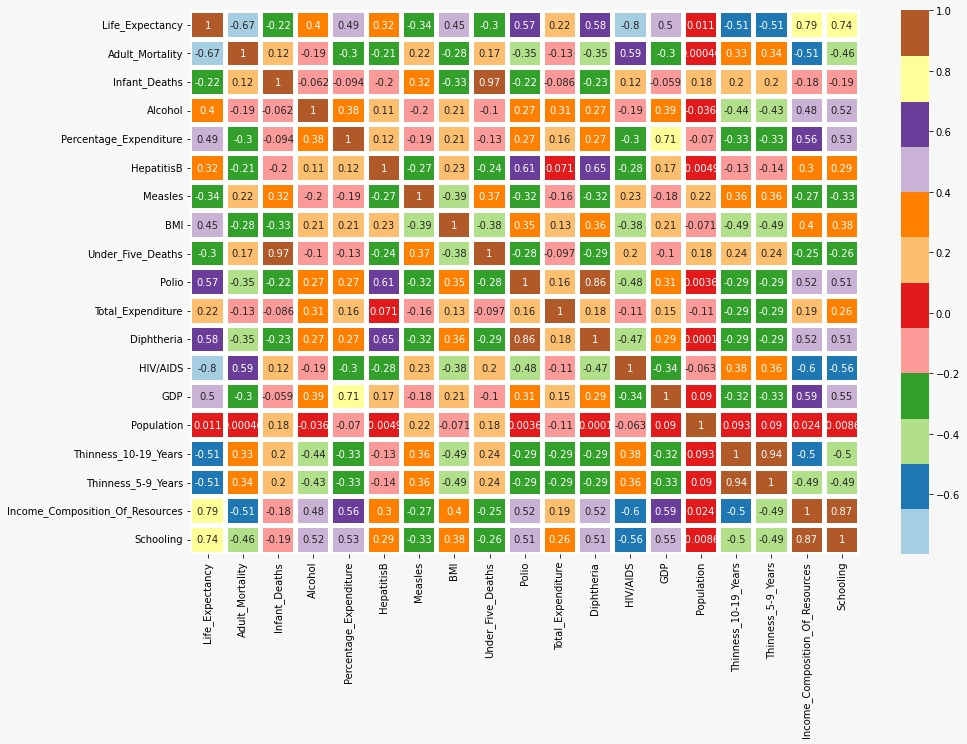 Life_Expectancy 1 -0.67 -0.22 0.4 0.49 0.32 -0.34 0.45 -0.3 0.57 0.22 0.58 -0.8 0.5 0.011 -0.51 -0.51 0.79 0.74
Adult_Mortality -0.67 1 0.12 -0.19 -0.3 -0.21 0.22 -0.28 0.17 -0.35 -0.13 -0.35 0.59 -0.3 0.33 0.34 -0.51 -0.46
Infant_Deaths -0.22 0.12 1 -0.062 -0.094 -0.2 0.32 -0.33 0.97 -0.22 -0.086 -0.23 0.12 -0.059 0.18 0.2 0.2 -0.18 -0.19
Alcohol 0.4 -0.19 -0.062 1 0.38 0.11 -0.2 0.21 -0.1 0.27 0.31 0.27 -0.19 0.39 -0.036 -0.44 -0.43 0.48 0.52
Percentage_Expenditure 0.49 -0.3 -0.094 0.38 1 0.12 -0.19 0.21 -0.13 0.27 0.16 0.27 -0.3 0.71 -0.07 -0.33 -0.33 0.56 0.53
HepatitisB 0.32 -0.21 -0.2 0.11 0.12 1 -0.27 0.23 -0.24 0.61 0.071 0.65 -0.28 0.17 0.0049 -0.13 -0.14 0.3 0.29
Measles -0.34 0.22 0.32 -0.2 -0.19 -0.27 1 -0.39 0.37 -0.32 -0.16 -0.32 0.23 -0.18 0.22 0.36 0.36 -0.27 -0.33
BMI 0.45 -0.28 -0.33 0.21 0.21 0.23 -0.39 1 -0.38 0.35 0.13 0.36 -0.38 0.21 -0.071 -0.49 -0.49 0.4 0.38
Under_Five_Deaths -0.3 0.17 0.97 -0.1 -0.13 -0.24 0.37 -0.38 1 -0.28 -0.097 -0.29 0.2 -0.1 0.18 0.24 0.24 -0.25 -0.26
Polio 0.57 -0.35 -0.22 0.27 0.27 0.61 -0.32 0.35 -0.28 1 0.16 0.86 -0.48 0.31 0.0036 -0.29 -0.29 0.52 0.51
Total_Expenditure 0.22 -0.13 -0.086 0.31 0.16 0.071 -0.16 0.13 -0.097 0.16 1 0.18 -0.11 0.15 -0.11 -0.29 -0.29 0.19 0.26
Diphtheria 0.58 -0.35 -0.23 0.27 0.27 0.65 -0.32 0.36 -0.29 0.86 0.18 1 -0.47 0.29 -0.29 -0.29 0.52 0.51
HIV/AIDS -0.8 0.59 0.12 -0.19 -0.3 -0.28 0.23 -0.38 0.2 -0.48 -0.11 -0.47 1 -0.34 -0.063 0.38 0.36 -0.6 -0.56
GDP 0.5 -0.3 -0.059 0.39 0.71 0.17 -0.18 0.21 -0.1 0.31 0.15 0.29 -0.34 1 0.09 -0.32 -0.33 0.59 0.55
Population 0.011 0.18 -0.036 -0.07 0.0049 0.22 -0.071 0.18 0.0036 -0.11 -0.063 0.09 1 0.093 0.09 0.024 0.0086
Thinness_10-19_Years -0.51 0.33 0.2 -0.44 -0.33 -0.13 0.36 -0.49 0.24 -0.29 -0.29 -0.29 0.38 -0.32 0.093 1 0.94 -0.5 -0.5
Thinness_5-9_Years -0.51 0.34 0.2 -0.43 -0.33 -0.14 0.36 -0.49 0.24 -0.29 -0.29 -0.29 0.36 -0.33 0.09 0.94 1 -0.49 -0.49
Income_Composition_Of_Resources 0.79 -0.51 -0.18 0.48 0.56 0.3 -0.27 0.4 -0.25 0.52 0.19 0.52 -0.6 0.59 0.024 -0.5 -0.49 1 0.87
Schooling 0.74 -0.46 -0.19 0.52 0.53 0.29 -0.33 0.38 -0.26 0.51 0.26 0.51 -0.56 0.55 0.0086 -0.5 -0.49 0.87 1
Life_Expectancy
Adult_Mortality
Infant_Deaths
Alcohol
Percentage_Expenditure
HepatitisB
Measles
BMI
Under_Five_Deaths
Polio
Total_Expenditure
Diphtheria
HIV/AIDS
GDP
Population
Thinness_10-19_Years
Thinness_5-9_Years
Income_Composition_Of_Resources
Schooling
1.0
0.8
0.6
0.4
0.2
0.0
−0.2
−0.4
−0.6